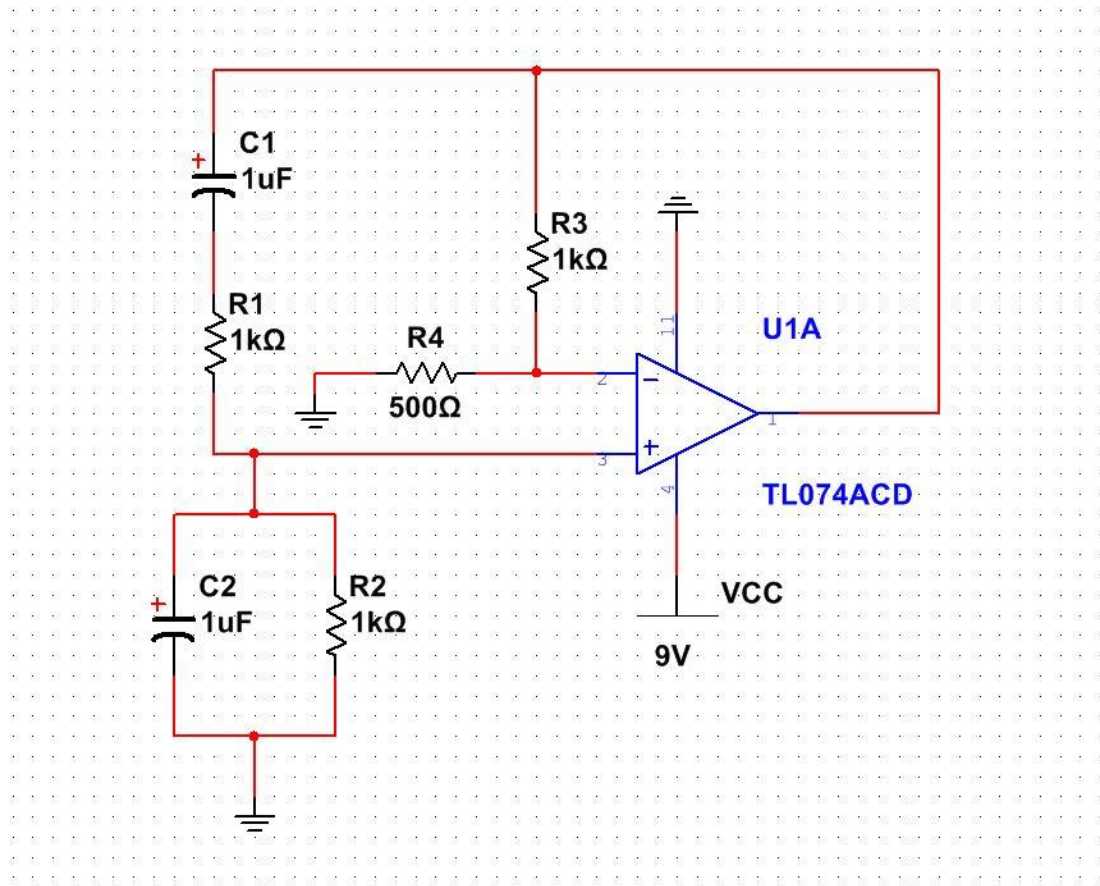 C1
+
1uF
R3
1kΩ
11
U1A
R1
1kΩ
R4
2
−
1
500Ω
3
+
4
TL074ACD
C2
+
1uF
R2
1kΩ
VCC
9V